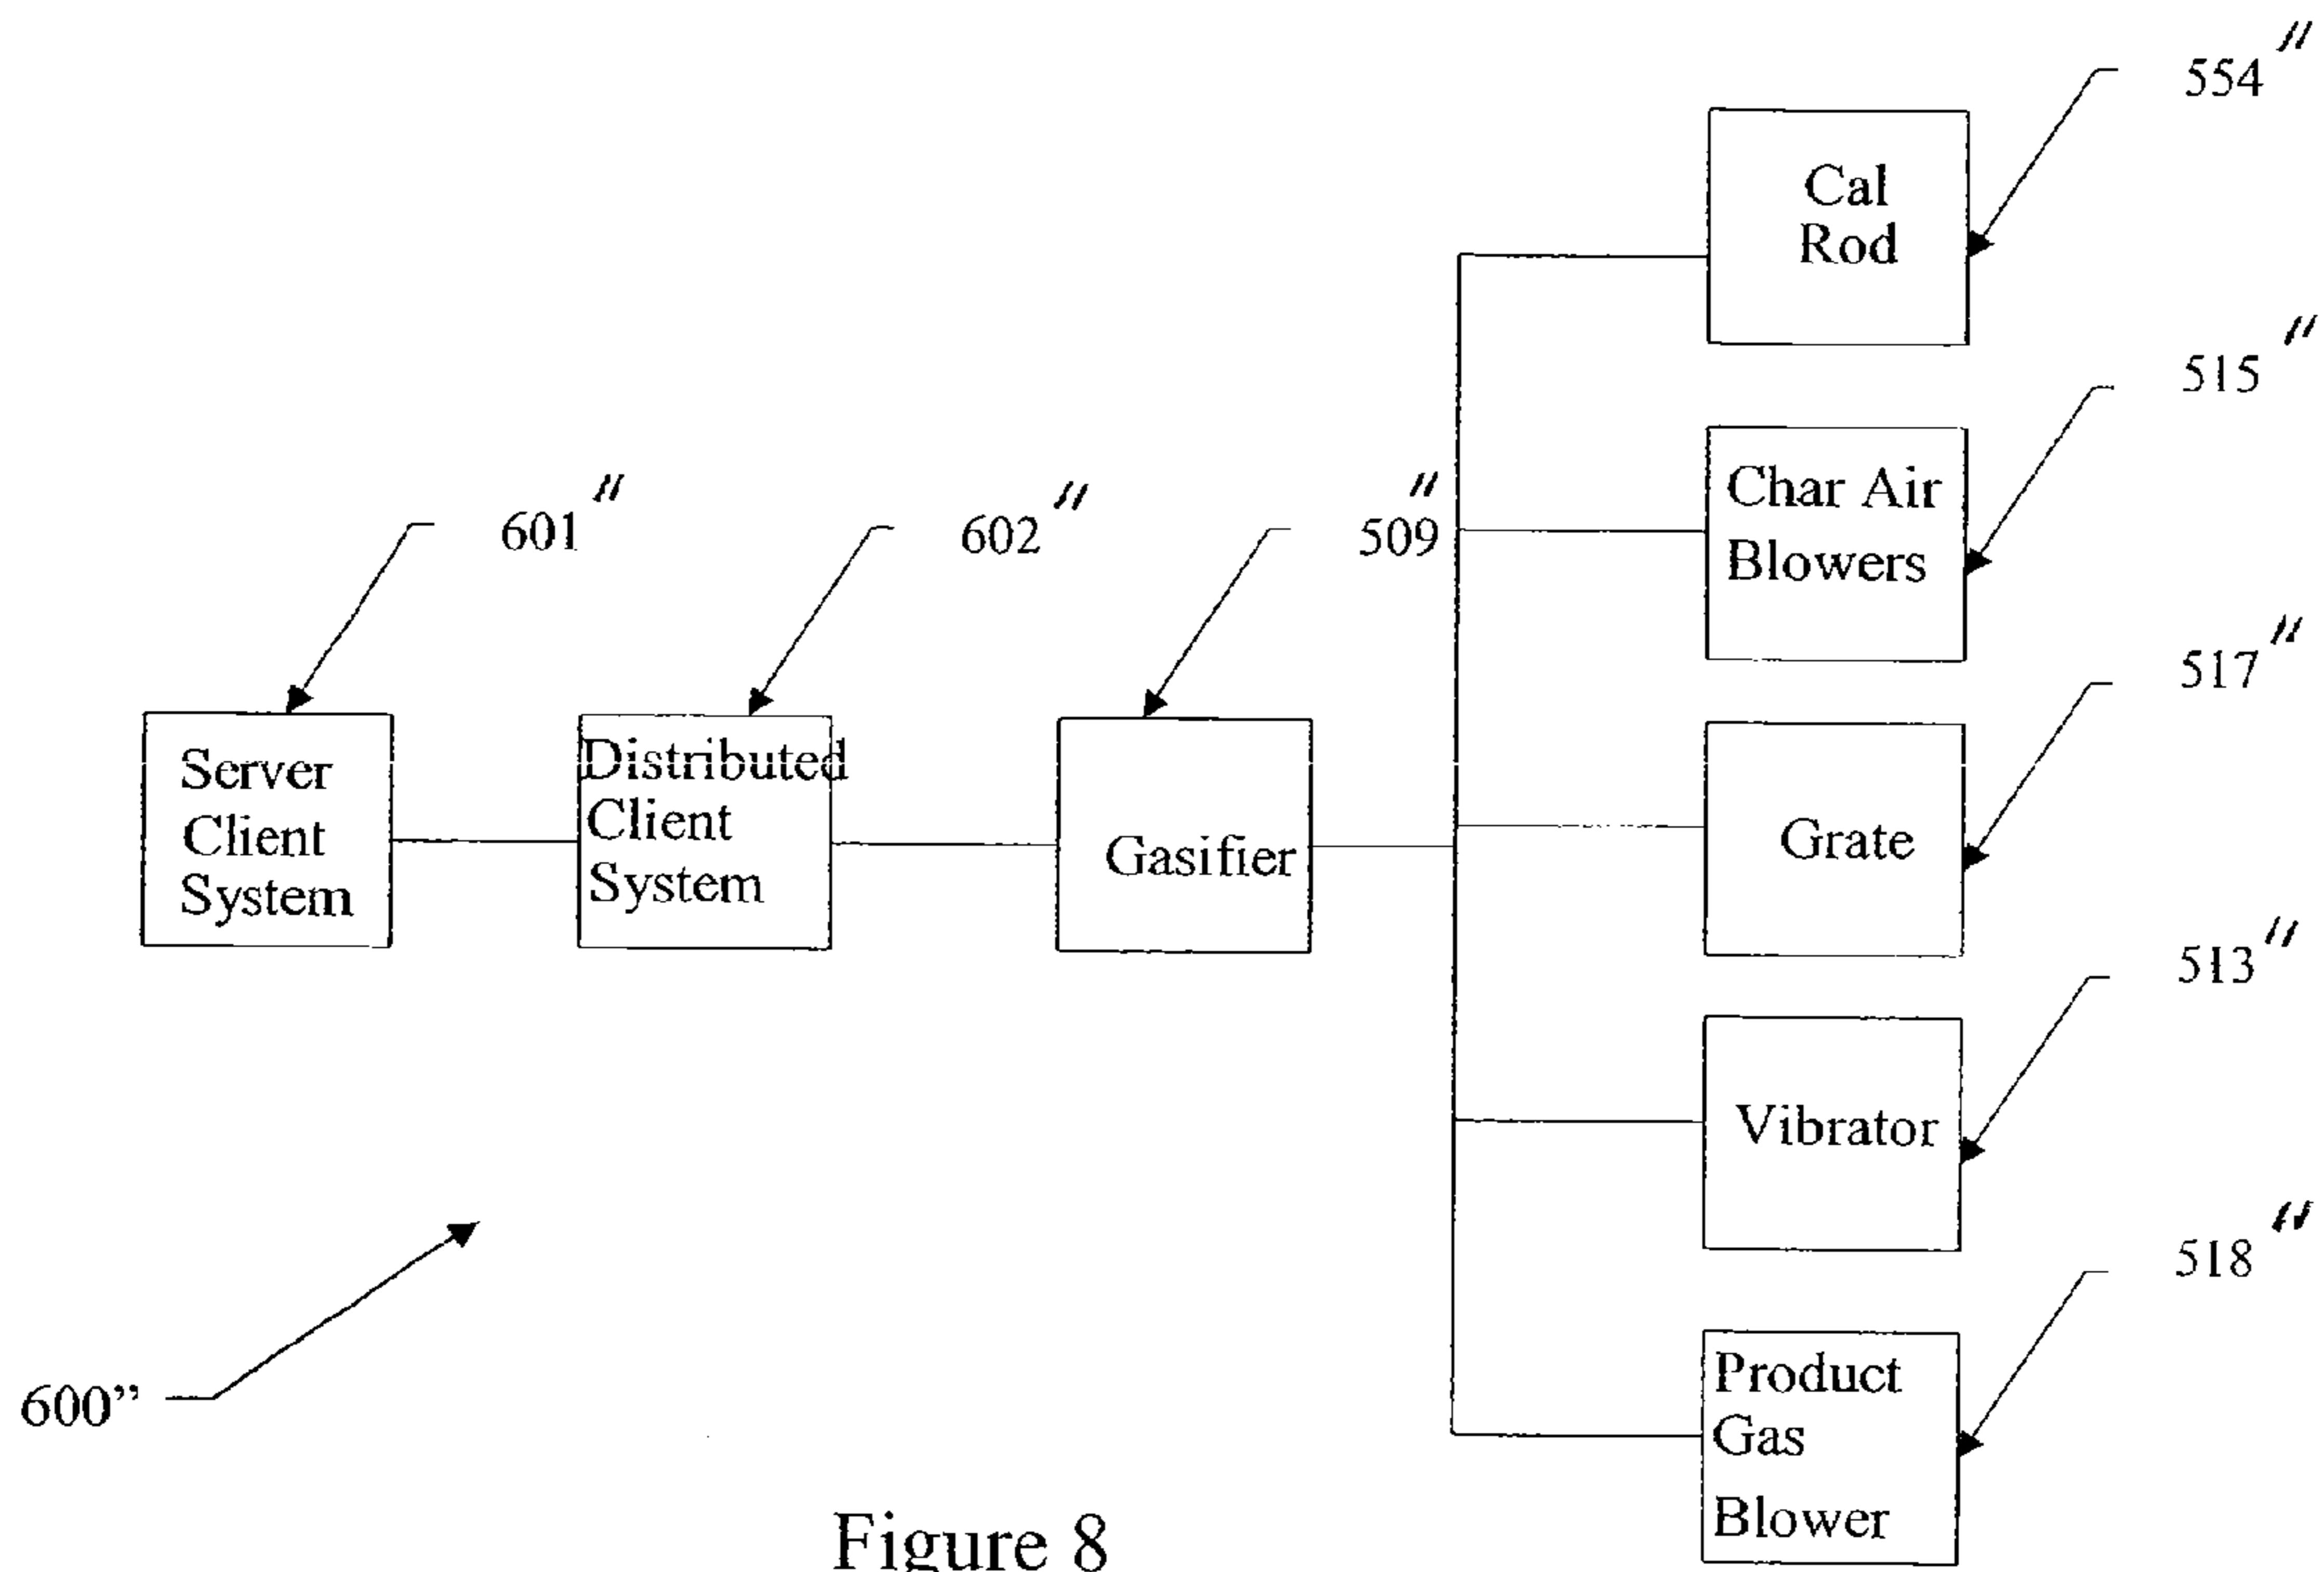 554"
Cal
Rod
515"
Char Air
Blowers
601"
602"
509"
517"
Server
Client
System
Distributed
Client
System
Gasifier
Grate
513"
Vibrator
518"
600”
Product
Gas
Blower
Figure 8